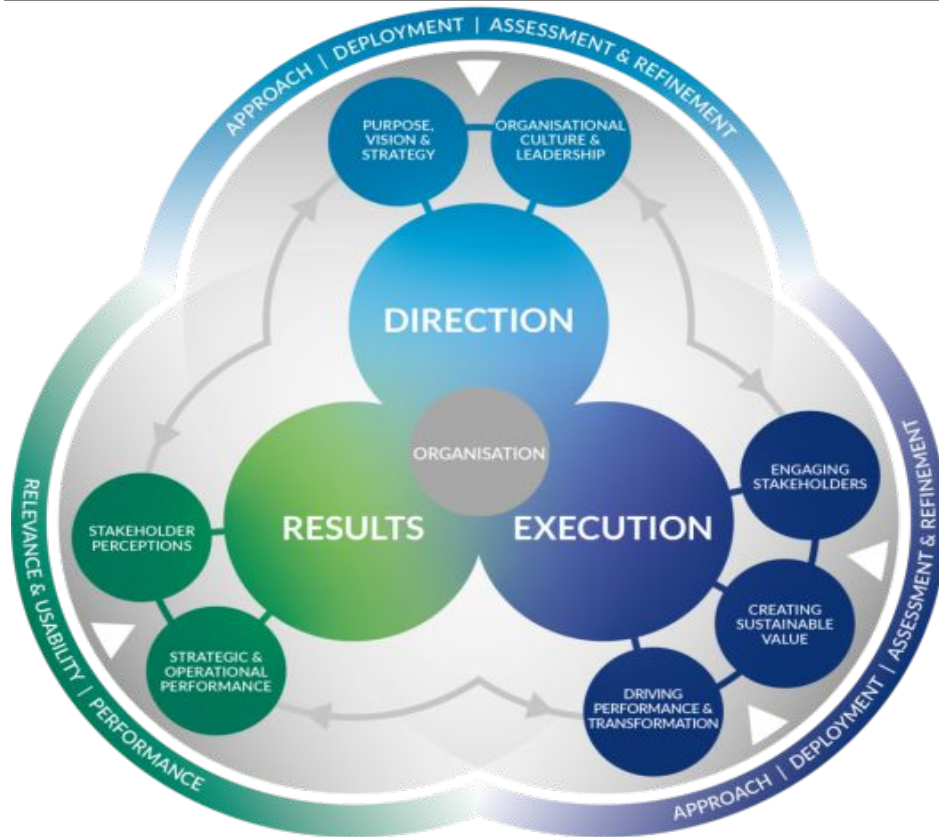 APPROACH | DEPLOYMENT | ASSESSMENT & REFINEMENT
PURPOSE,
VISION &
STRATEGY
ORGANISATIONAL
CULTURE &
LEADERSHIP
DIRECTION
ORGANISATION
RESULTS
EXECUTION
ENGAGING
STAKEHOLDERS
CREATING
SUSTAINABLE
VALUE
DRIVING
PERFORMANCE &
TRANSFORMATION
APPROACH | DEPLOYMENT | ASSESSMENT & REFINEMENT
STAKEHOLDER
PERCEPTIONS
STRATEGIC &
OPERATIONAL
PERFORMANCE
RELEVANCE & USABILITY | PERFORMANCE